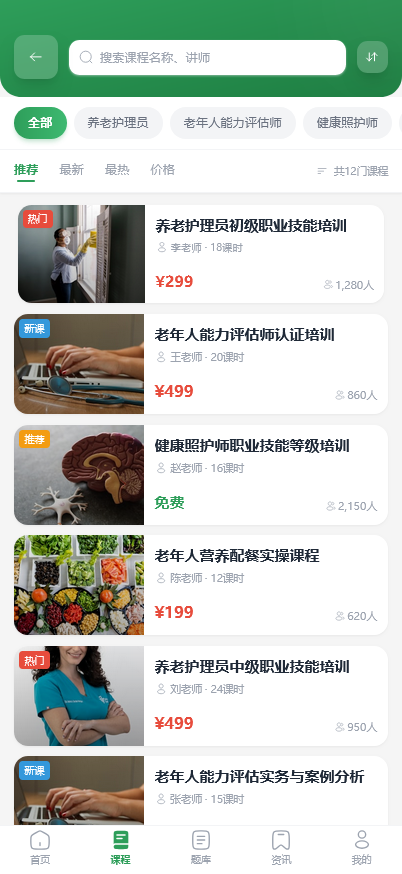 搜索课程名称、讲师
全部 养老护理员 老年人能力评估师 健康照护师
推荐 最新 最热 价格 共12门课程
热门
养老护理员初级职业技能培训
李老师 · 18课时
¥299 1,280人
新课
老年人能力评估师认证培训
王老师 · 20课时
¥499 860人
推荐
健康照护师职业技能等级培训
赵老师 · 16课时
免费 2,150人
老年人营养配餐实操课程
陈老师 · 12课时
¥199 620人
热门
养老护理员中级职业技能培训
刘老师 · 24课时
¥499 950人
新课
老年人能力评估实务与案例分析
张老师 · 15课时
首页 课程 题库 资讯 我的